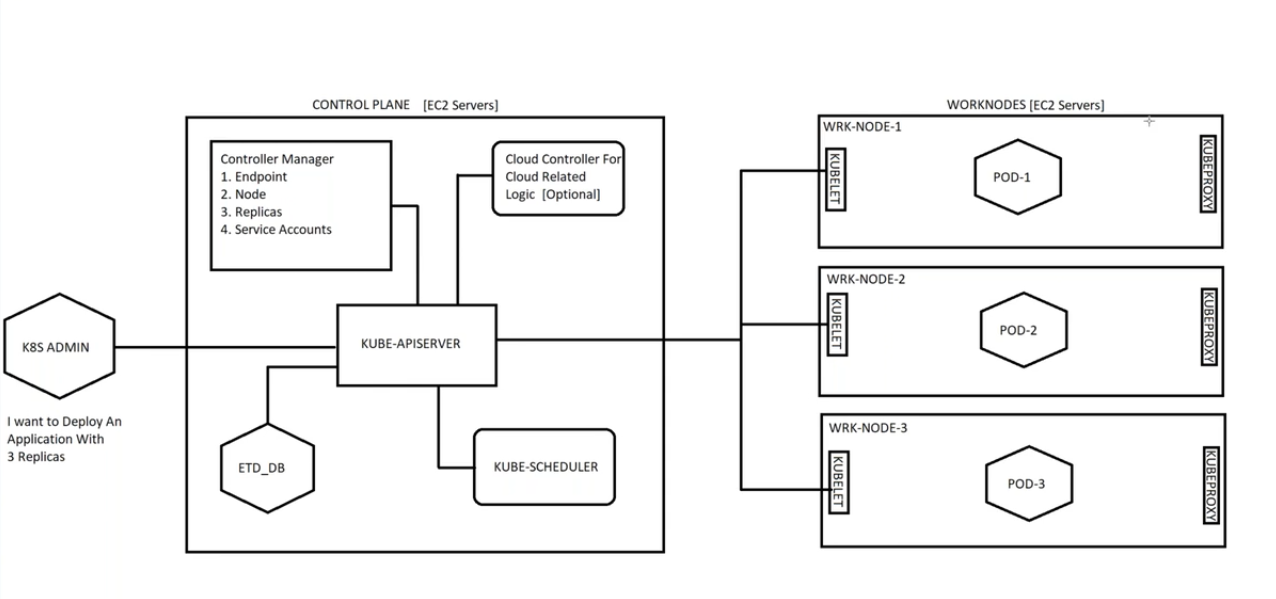 CONTROL PLANE [EC2 Servers]
Controller Manager
1. Endpoint
2. Node
3. Replicas
4. Service Accounts
Cloud Controller For
Cloud Related
Logic [Optional]
K8S ADMIN
I want to Deploy An
Application With
3 Replicas
KUBE-APISERVER
ETD_DB
KUBE-SCHEDULER
WORKNODES [EC2 Servers]
WRK-NODE-1
KUBELET
POD-1
KUBEPROXY
WRK-NODE-2
KUBELET
POD-2
KUBEPROXY
WRK-NODE-3
KUBELET
POD-3
KUBEPROXY